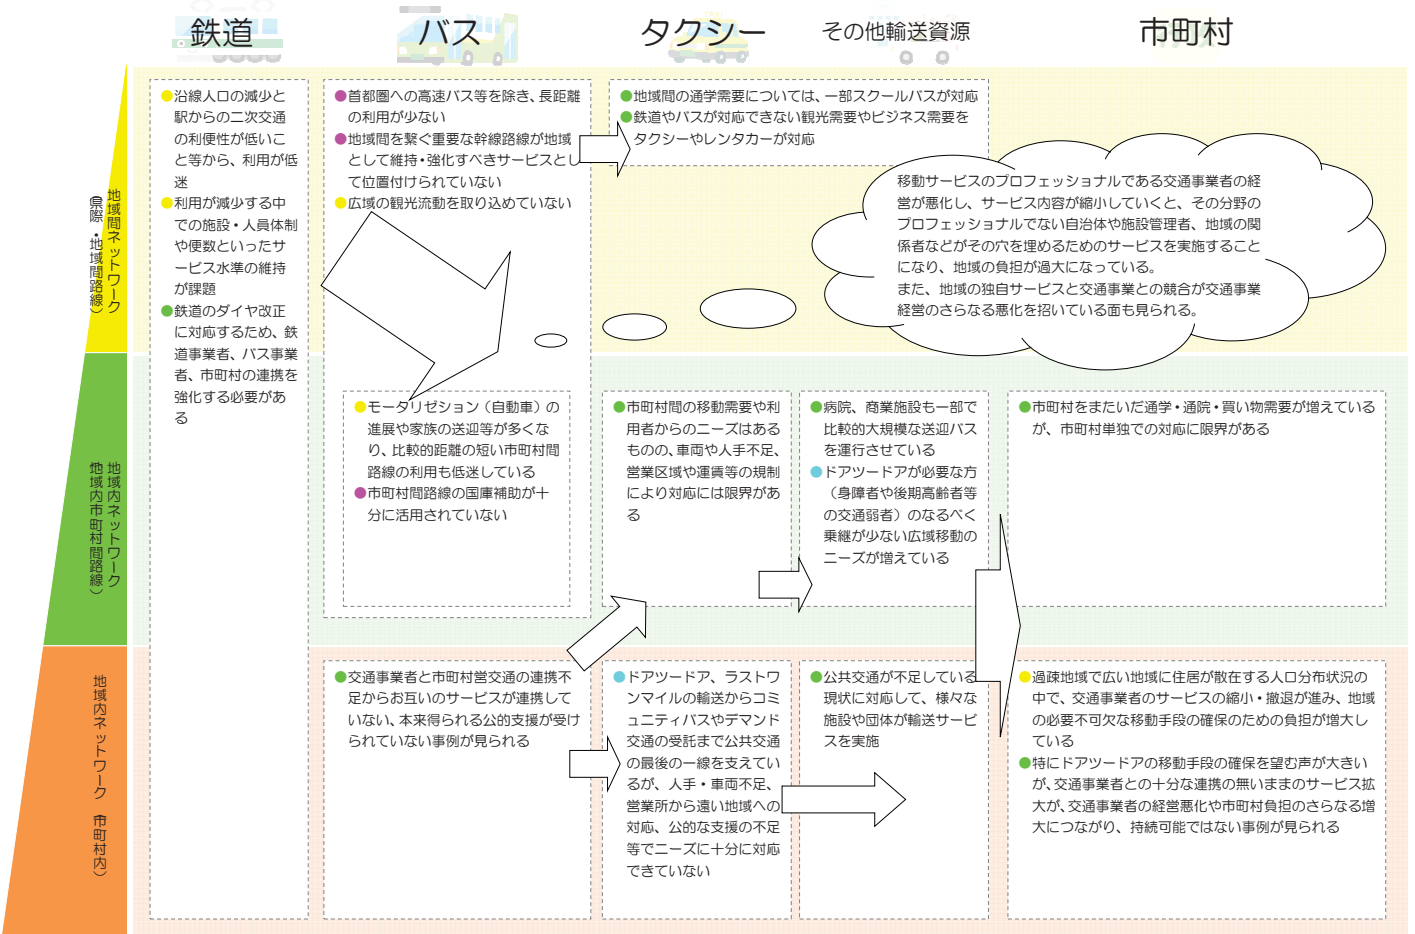 鉄道
バス
タクシー
その他輸送資源
市町村
地域間ネットワーク
（県際・地域間路線）
●沿線人口の減少と
駅からの二次交通
の利便性が低いこ
と等から、利用が低
迷
●利用が減少する中
での施設・人員体制
や便数といったサ
ービス水準の維持
が課題
●鉄道のダイヤ改正
に対応するため、鉄
道事業者、バス事業
者、市町村の連携を
強化する必要があ
る
●首都圏への高速バス等を除き、長距離
の利用が少ない
●地域間を繋ぐ重要な幹線路線が地域
として維持・強化すべきサービスとし
て位置付けられていない
●広域の観光流動を取り込めていない
●地域間の通学需要については、一部スクールバスが対応
●鉄道やバスが対応できない観光需要やビジネス需要を
タクシーやレンタカーが対応
移動サービスのプロフェッショナルである交通事業者の経
営が悪化し、サービス内容が縮小していくと、その分野の
プロフェッショナルでない自治体や施設管理者、地域の関
係者などがその穴を埋めるためのサービスを実施すること
になり、地域の負担が過大になっている。
また、地域の独自サービスと交通事業との競合が交通事業
経営のさらなる悪化を招いている面も見られる。
地域内ネットワーク
（地域内市町村間路線）
●モータリゼション（自動車）の
進展や家族の送迎等が多くな
り、比較的距離の短い市町村間
路線の利用も低迷している
●市町村間路線の国庫補助が十
分に活用されていない
●市町村間の移動需要や利
用者からのニーズはある
ものの、車両や人手不足、
営業区域や運賃等の規制
により対応には限界があ
る
●病院、商業施設も一部で
比較的大規模な送迎バス
を運行させている
●ドアツードアが必要な方
（身障者や後期高齢者等
の交通弱者）のなるべく
乗継が少ない広域移動の
ニーズが増えている
●市町村をまたいだ通学・通院・買い物需要が増えている
が、市町村単独での対応に限界がある
地域内ネットワーク（市町村内）
●交通事業者と市町村営交通の連携不
足からお互いのサービスが連携して
いない、本来得られる公的支援が受け
られていない事例が見られる
●ドアツードア、ラストワ
ンマイルの輸送からコミ
ュニティバスやデマンド
交通の受託まで公共交通
の最後の一線を支えてい
るが、人手・車両不足、
営業所から遠い地域への
対応、公的な支援の不足
等でニーズに十分に対応
できていない
●公共交通が不足している
現状に対応して、様々な
施設や団体が輸送サービ
スを実施
●過疎地域で広い地域に住居が散在する人口分布状況の
中で、交通事業者のサービスの縮小・撤退が進み、地域
の必要不可欠な移動手段の確保のための負担が増大し
ている
●特にドアツードアの移動手段の確保を望む声が大きい
が、交通事業者との十分な連携の無いままのサービス拡
大が、交通事業者の経営悪化や市町村負担のさらなる増
大につながり、持続可能ではない事例が見られる